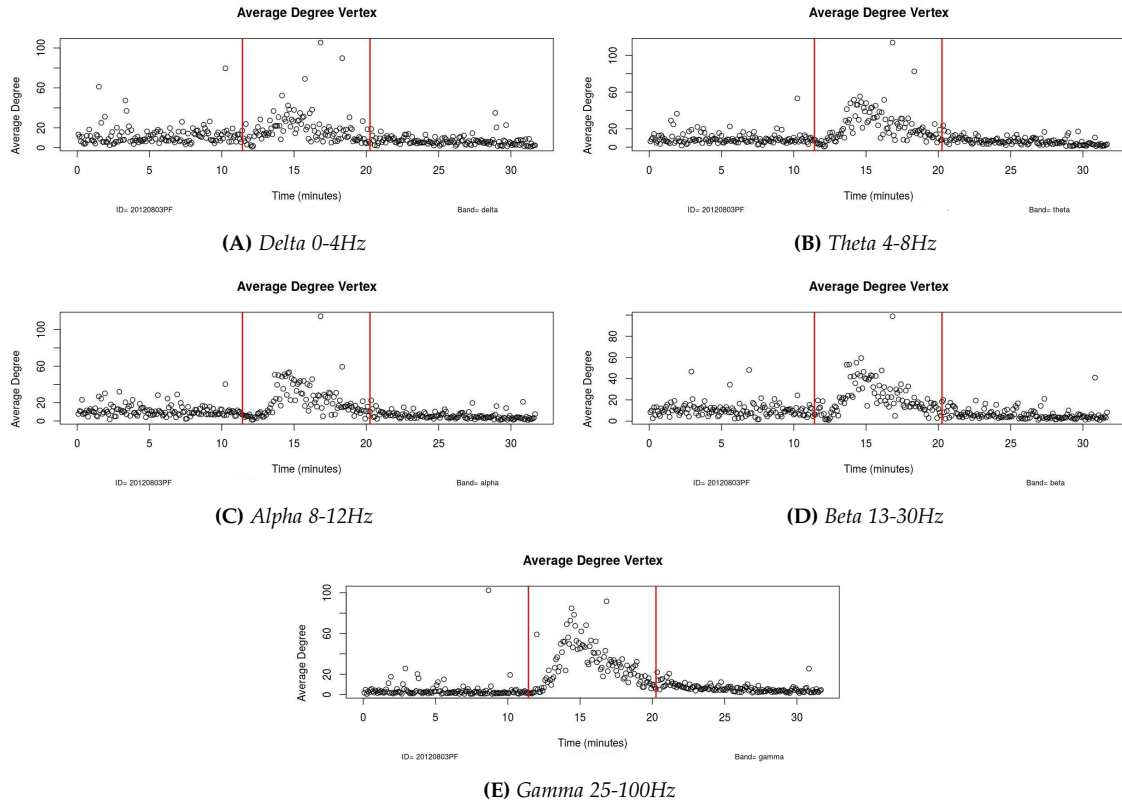 Average Degree Vertex
Average Degree
0 20 60 100
0 5 10 15 20 25 30
Time (minutes)
ID= 20120803PF
Band= delta
(A) Delta 0-4Hz
Average Degree Vertex
Average Degree
0 20 60 100
0 5 10 15 20 25 30
Time (minutes)
ID= 20120803PF
Band= theta
(B) Theta 4-8Hz
Average Degree Vertex
Average Degree
0 20 60 100
0 5 10 15 20 25 30
Time (minutes)
ID= 20120803PF
Band= alpha
(C) Alpha 8-12Hz
Average Degree Vertex
Average Degree
0 20 40 60 80
0 5 10 15 20 25 30
Time (minutes)
ID= 20120803PF
Band= beta
(D) Beta 13-30Hz
Average Degree Vertex
Average Degree
0 20 60 100
0 5 10 15 20 25 30
Time (minutes)
ID= 20120803PF
Band= gamma
(E) Gamma 25-100Hz